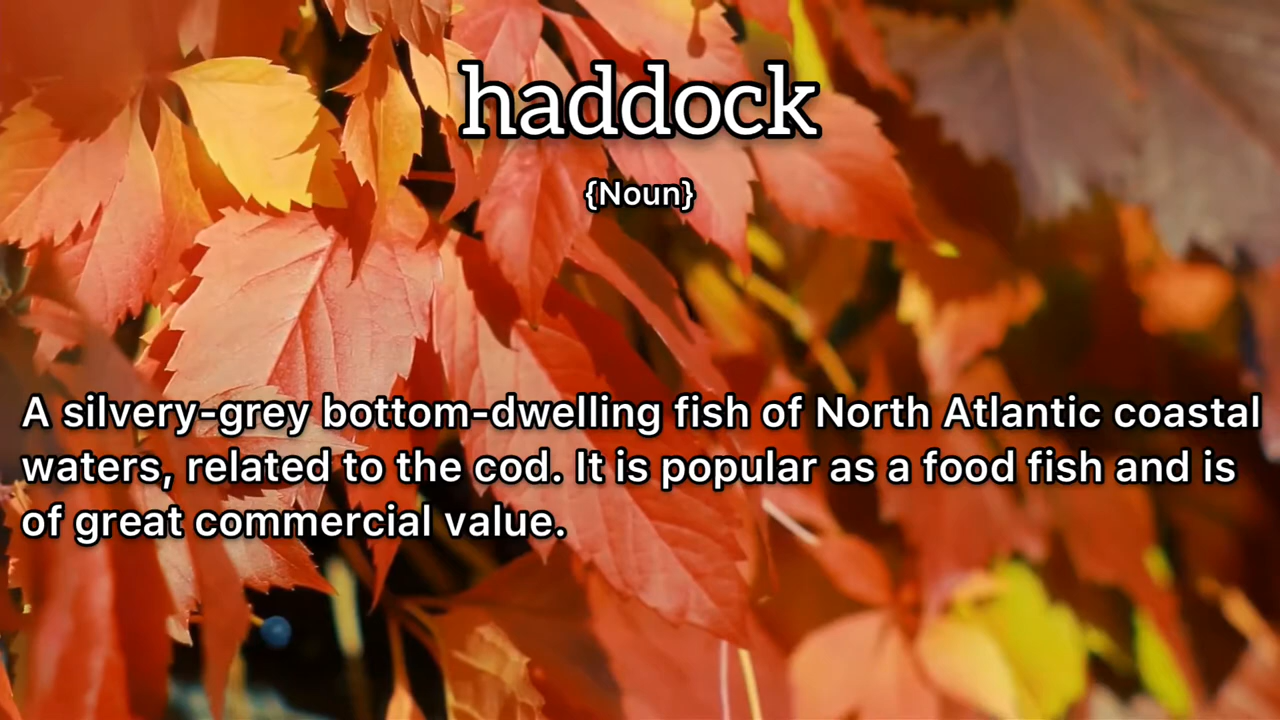 haddock
{Noun}
A silvery-grey bottom-dwelling fish of North Atlantic coastal
waters, related to the cod. It is popular as a food fish and is
of great commercial value.